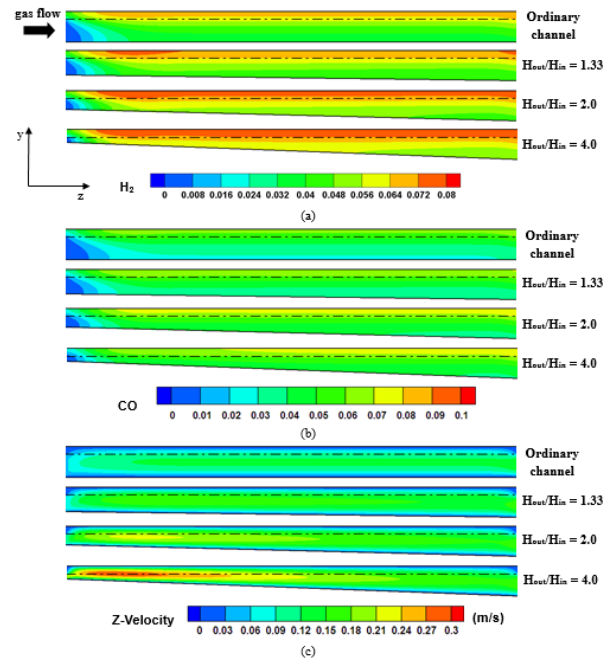 gas flow
Ordinary
channel
Hout/Hin = 1.33
Hout/Hin = 2.0
y
Hout/Hin = 4.0
z
H2
0 0.008 0.016 0.024 0.032 0.04 0.048 0.056 0.064 0.072 0.08
(a)
Ordinary
channel
Hout/Hin = 1.33
Hout/Hin = 2.0
Hout/Hin = 4.0
CO
0 0.01 0.02 0.03 0.04 0.05 0.06 0.07 0.08 0.09 0.1
(b)
Ordinary
channel
Hout/Hin = 1.33
Hout/Hin = 2.0
Hout/Hin = 4.0
Z-Velocity
(m/s)
0 0.03 0.06 0.09 0.12 0.15 0.18 0.21 0.24 0.27 0.3
(c)